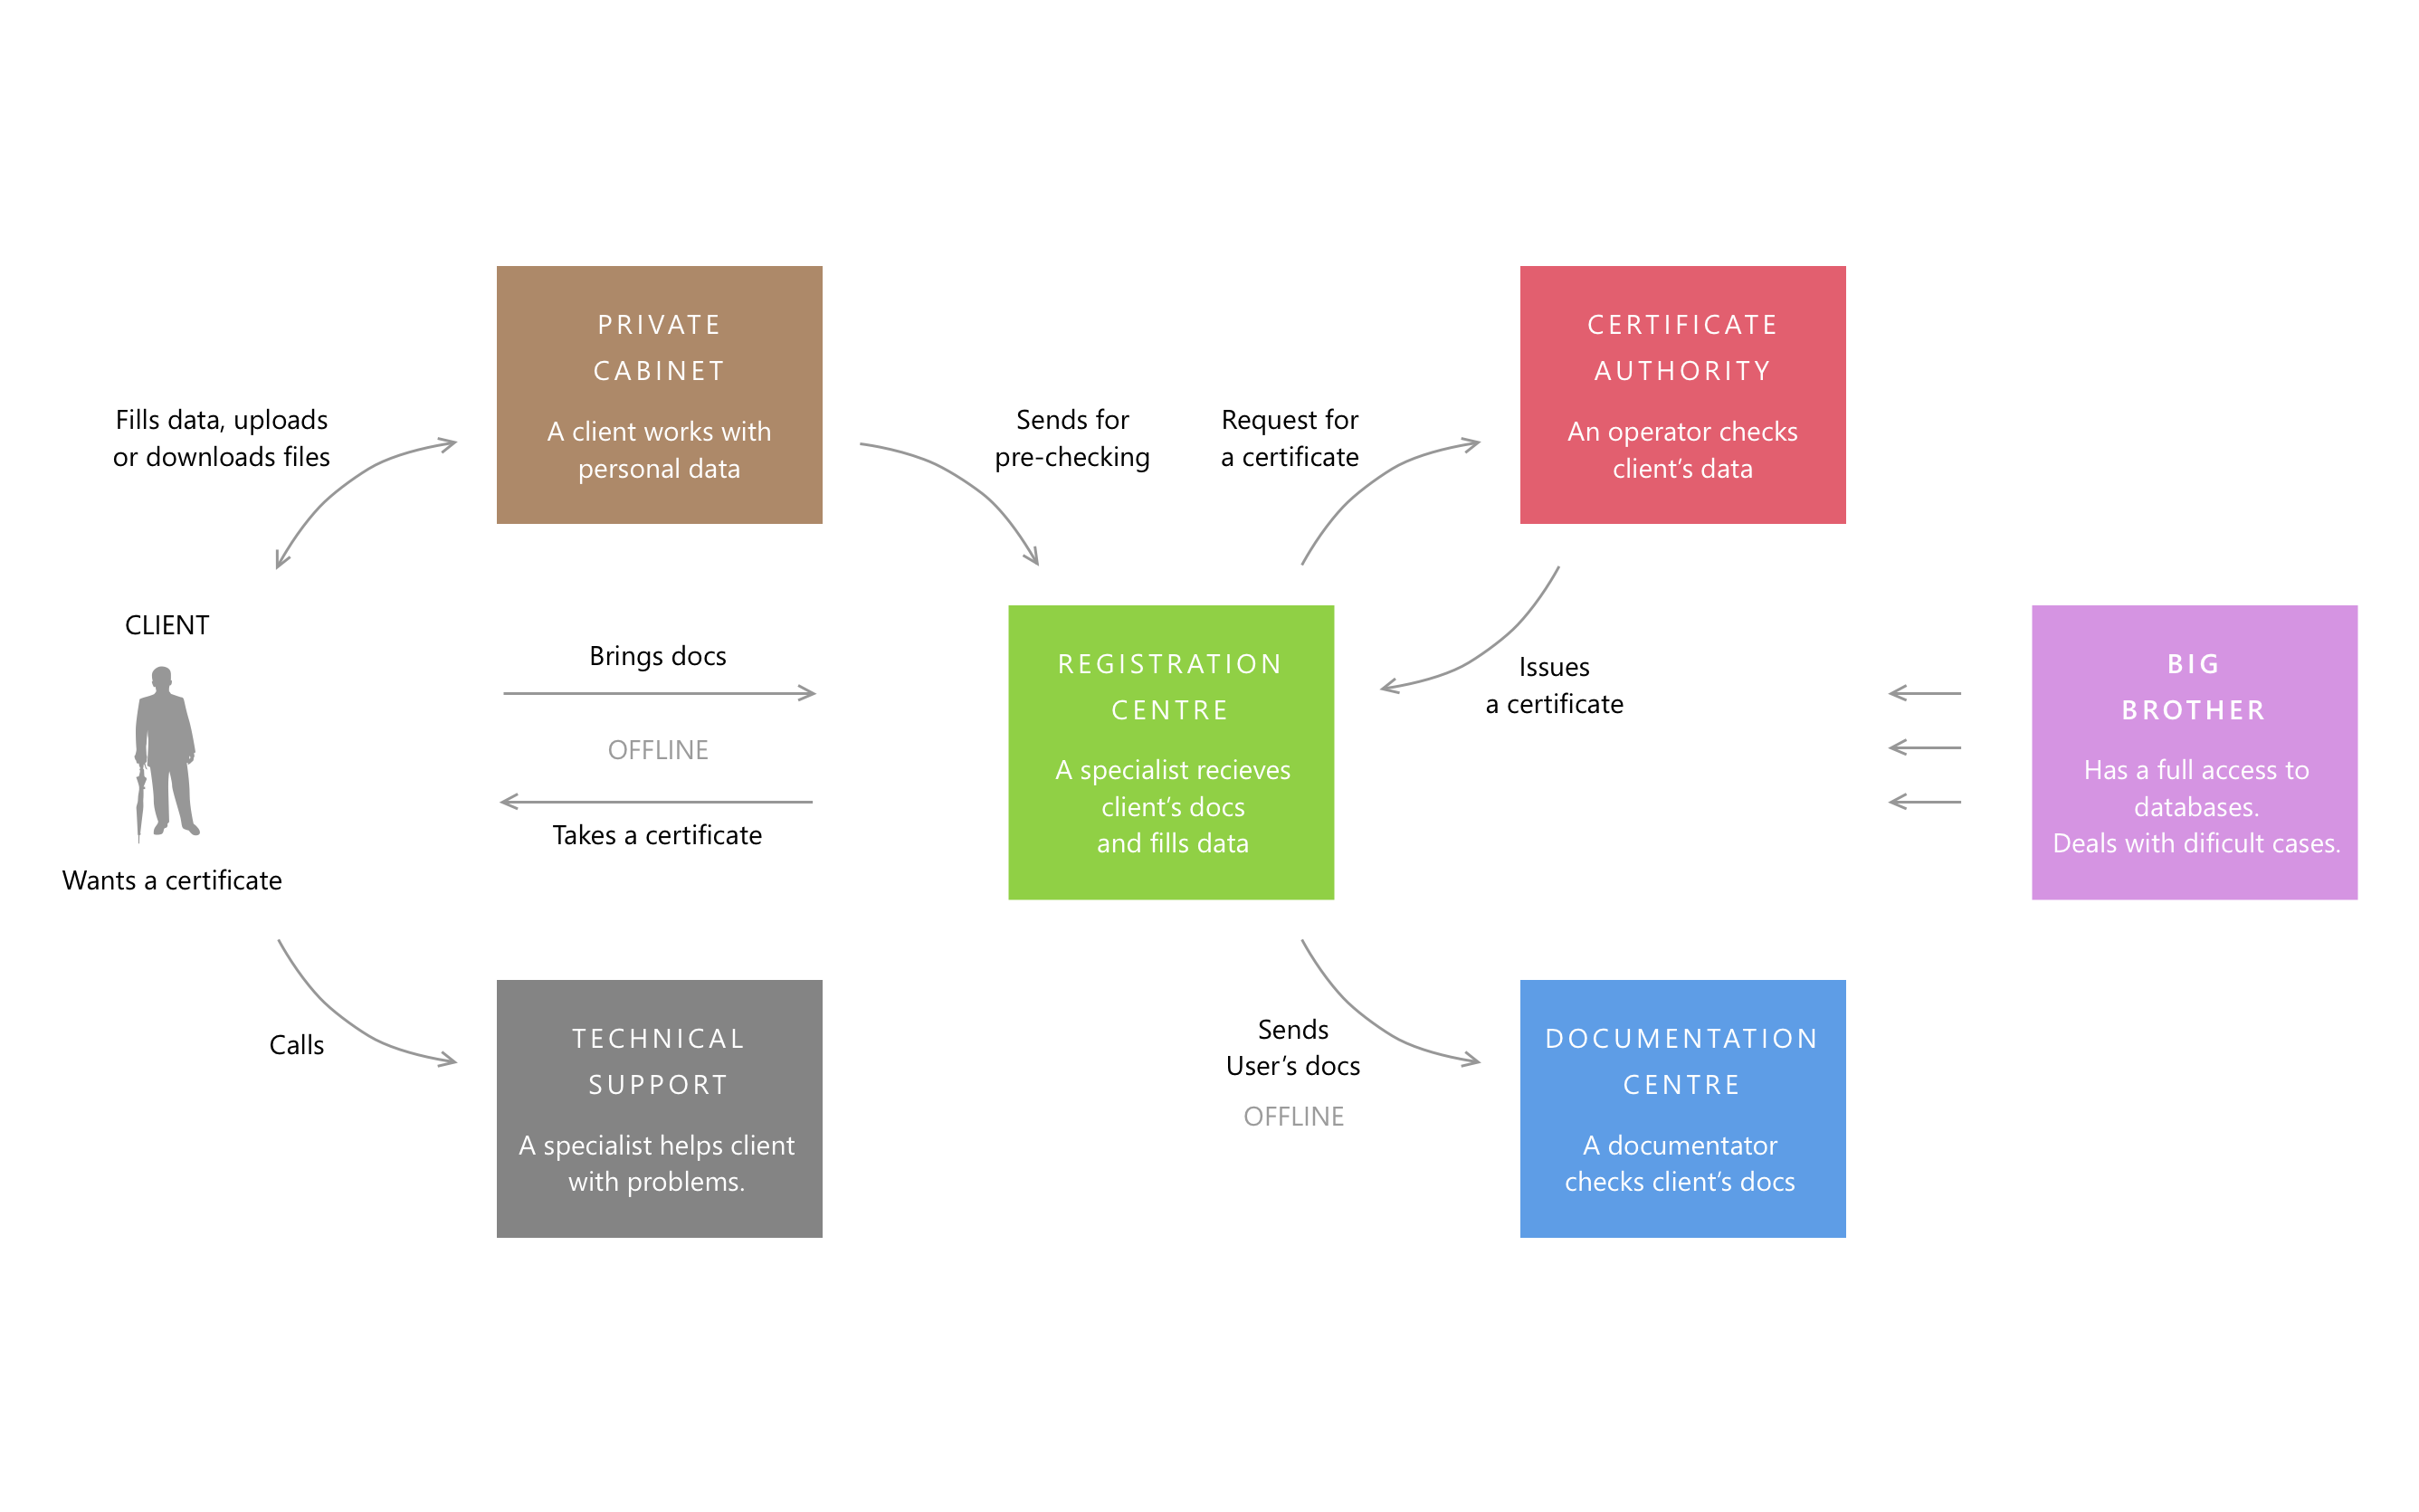 PRIVATE
CABINET
A client works with
personal data
CERTIFICATE
AUTHORITY
An operator checks
client’s data
Fills data, uploads
or downloads files
Sends for
pre-checking
Request for
a certificate
CLIENT
Wants a certificate
Brings docs
OFFLINE
Takes a certificate
REGISTRATION
CENTRE
A specialist recieves
client’s docs
and fills data
Issues
a certificate
BIG
BROTHER
Has a full access to
databases.
Deals with dificult cases.
Calls
TECHNICAL
SUPPORT
A specialist helps client
with problems.
Sends
User’s docs
OFFLINE
DOCUMENTATION
CENTRE
A documentator
checks client’s docs